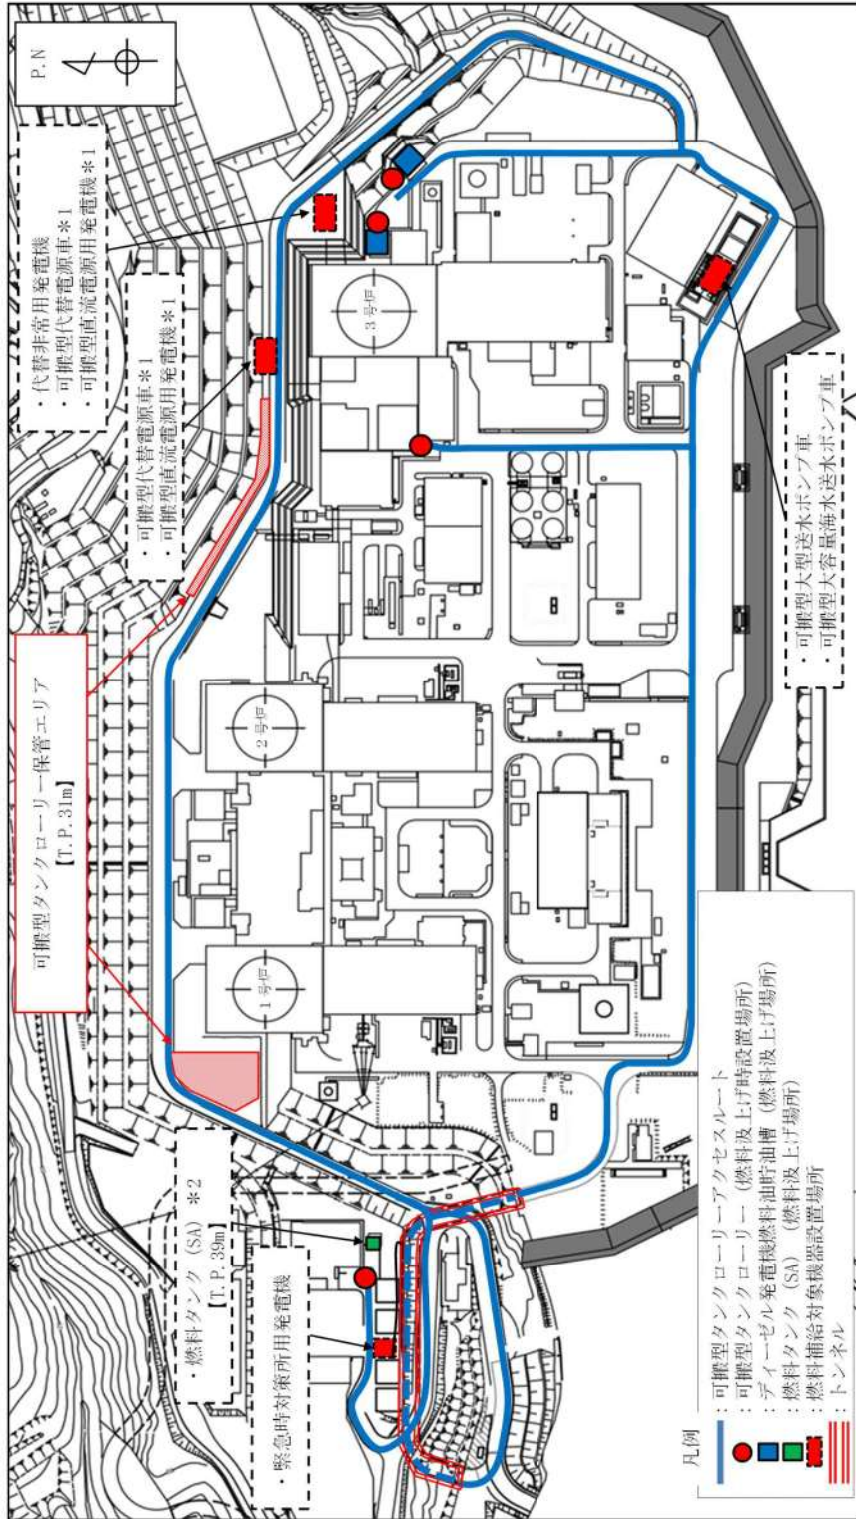 P.N
・代替非常用発電機
・可搬型代替電源車＊1
・可搬型直流電源用発電機＊1
・可搬型代替電源車＊1
・可搬型直流電源用発電機＊1
可搬型タンクローリー保管エリア
【T.P.31m】
・燃料タンク（SA）＊2
【T.P.39m】
・緊急時対策所用発電機
1号炉
2号炉
3号炉
・可搬型大型送水ポンプ車
・可搬型大容量海水送水ポンプ車
凡例
：可搬型タンクローリーアクセスルート
：可搬型タンクローリー（燃料汲上げ時設置場所）
：ディーゼル発電機燃料油貯油槽（燃料汲上げ場所）
：燃料タンク（SA）（燃料汲上げ場所）
：燃料補給対象機器設置場所
：トンネル